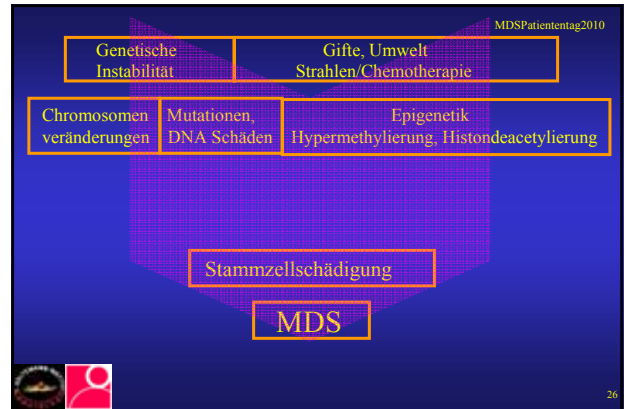 MDSPatiententag2010
Genetische
Instabilität
Gifte, Umwelt
Strahlen/Chemotherapie
Chromosomen
veränderungen
Mutationen,
DNA Schäden
Epigenetik
Hypermethylierung, Histondeacetylierung
Stammzellschädigung
MDS
26